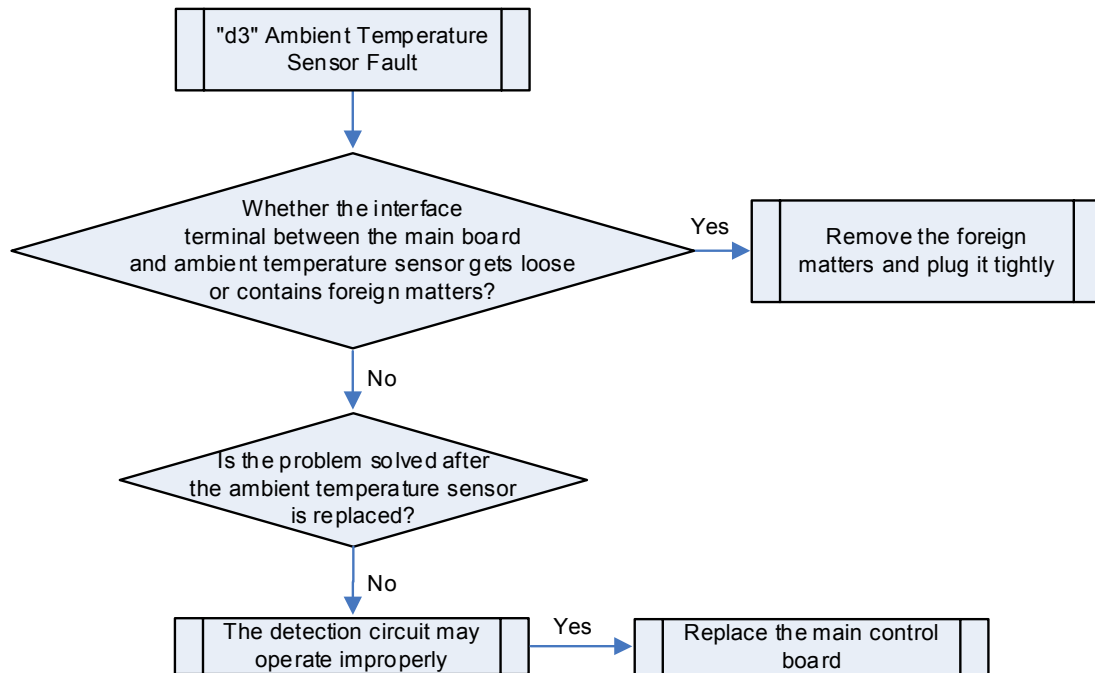 "d3" Ambient Temperature
Sensor Fault
Whether the interface
terminal between the main board
and ambient temperature sensor gets loose
or contains foreign matters?
Yes
Remove the foreign
matters and plug it tightly
No
Is the problem solved after
the ambient temperature sensor
is replaced?
No
The detection circuit may
operate improperly
Yes
Replace the main control
board